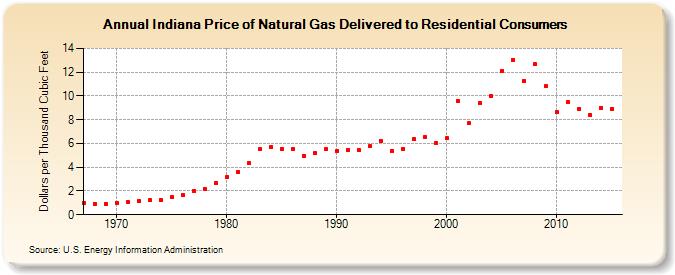 Annual Indiana Price of Natural Gas Delivered to Residential Consumers
Dollars per Thousand Cubic Feet
14
12
10
8
6
4
2
0
1970 1980 1990 2000 2010
Source: U.S. Energy Information Administration